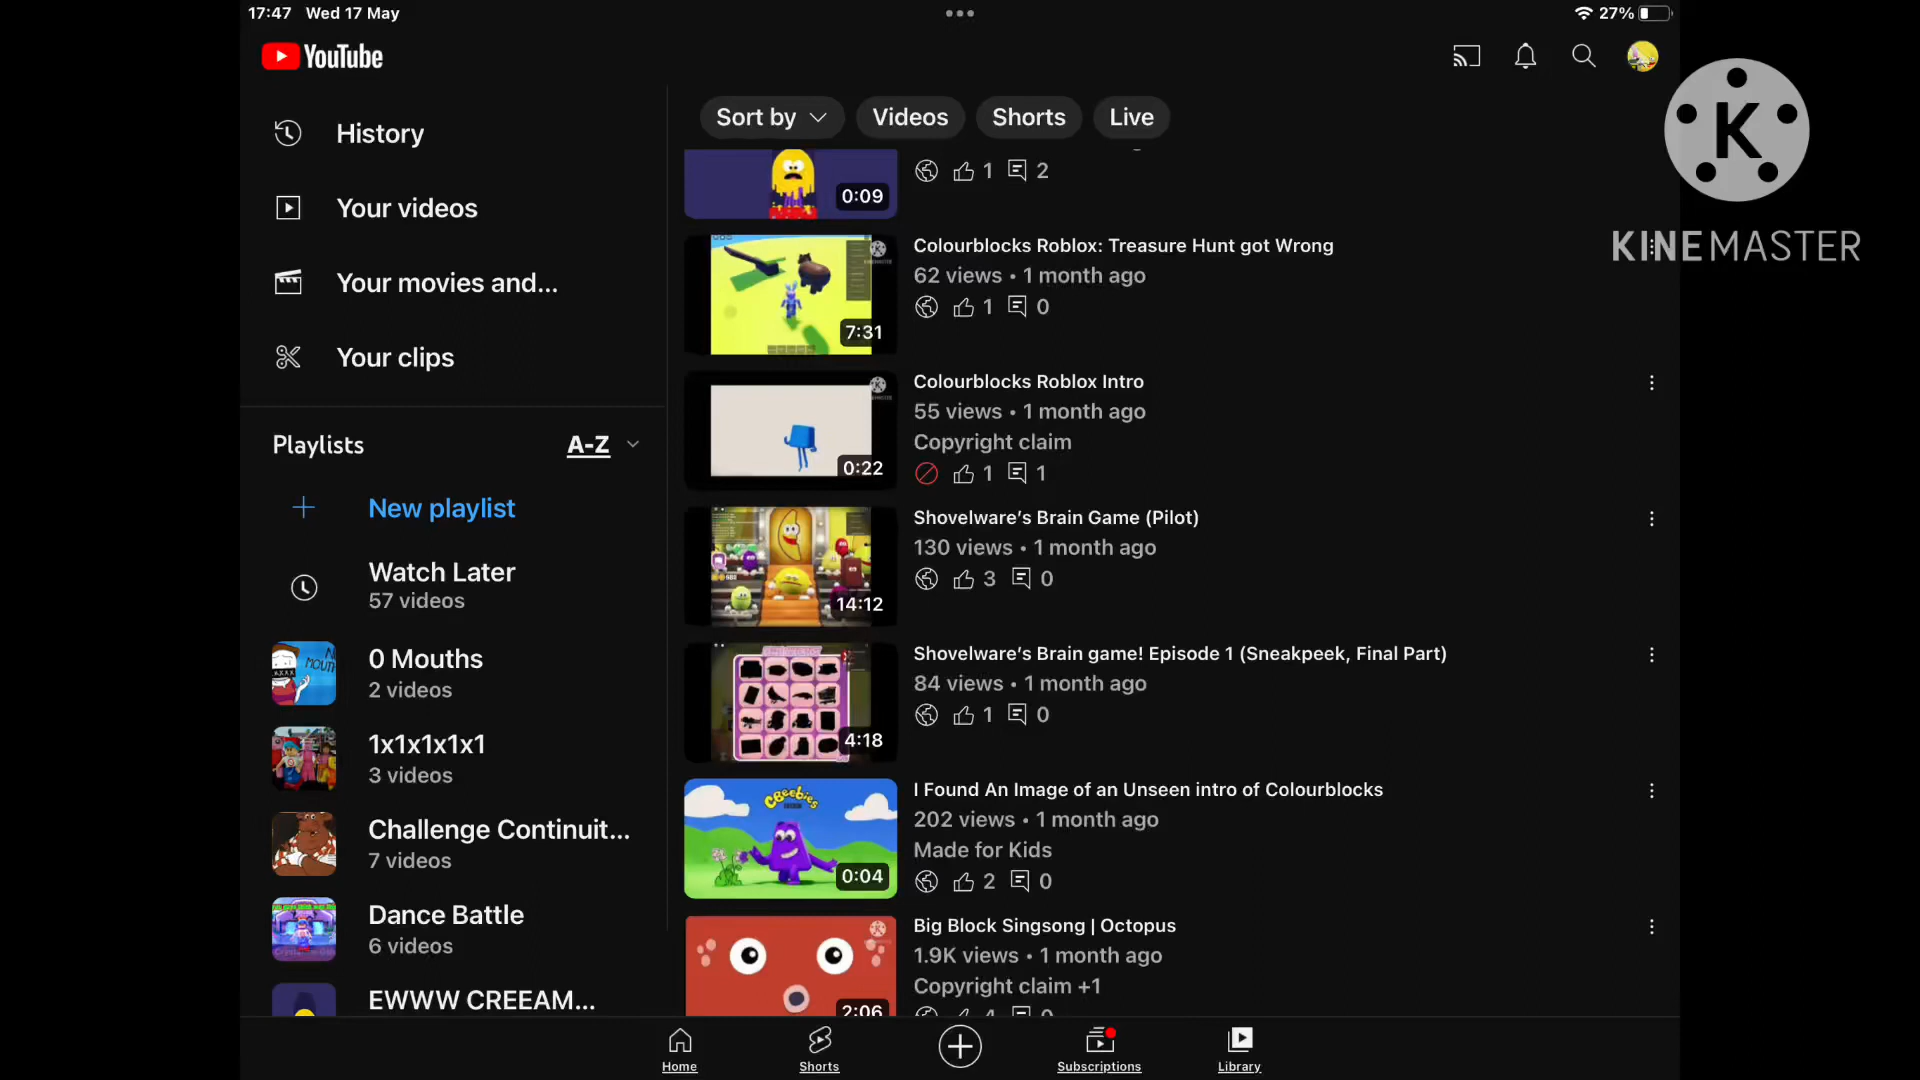 17:47 Wed 17 May
27%
YouTube
History
Your videos
Your movies and...
Your clips
Playlists
A-Z
New playlist
Watch Later
57 videos
0 Mouths
2 videos
1x1x1x1x1
3 videos
Challenge Continuit...
7 videos
Dance Battle
6 videos
EWWW CREEAM...
Sort by
Videos
Shorts
Live
0:09
1 2
Colourblocks Roblox: Treasure Hunt got Wrong
62 views • 1 month ago
1 0
7:31
Colourblocks Roblox Intro
55 views • 1 month ago
Copyright claim
1 1
0:22
Shovelware's Brain Game (Pilot)
130 views • 1 month ago
3 0
14:12
Shovelware's Brain game! Episode 1 (Sneakpeek, Final Part)
84 views • 1 month ago
1 0
4:18
I Found An Image of an Unseen intro of Colourblocks
202 views • 1 month ago
Made for Kids
2 0
CBeebies
0:04
Big Block Singsong | Octopus
1.9K views • 1 month ago
Copyright claim +1
4 0
2:06
Home
Shorts
Subscriptions
Library
K
KINEMASTER